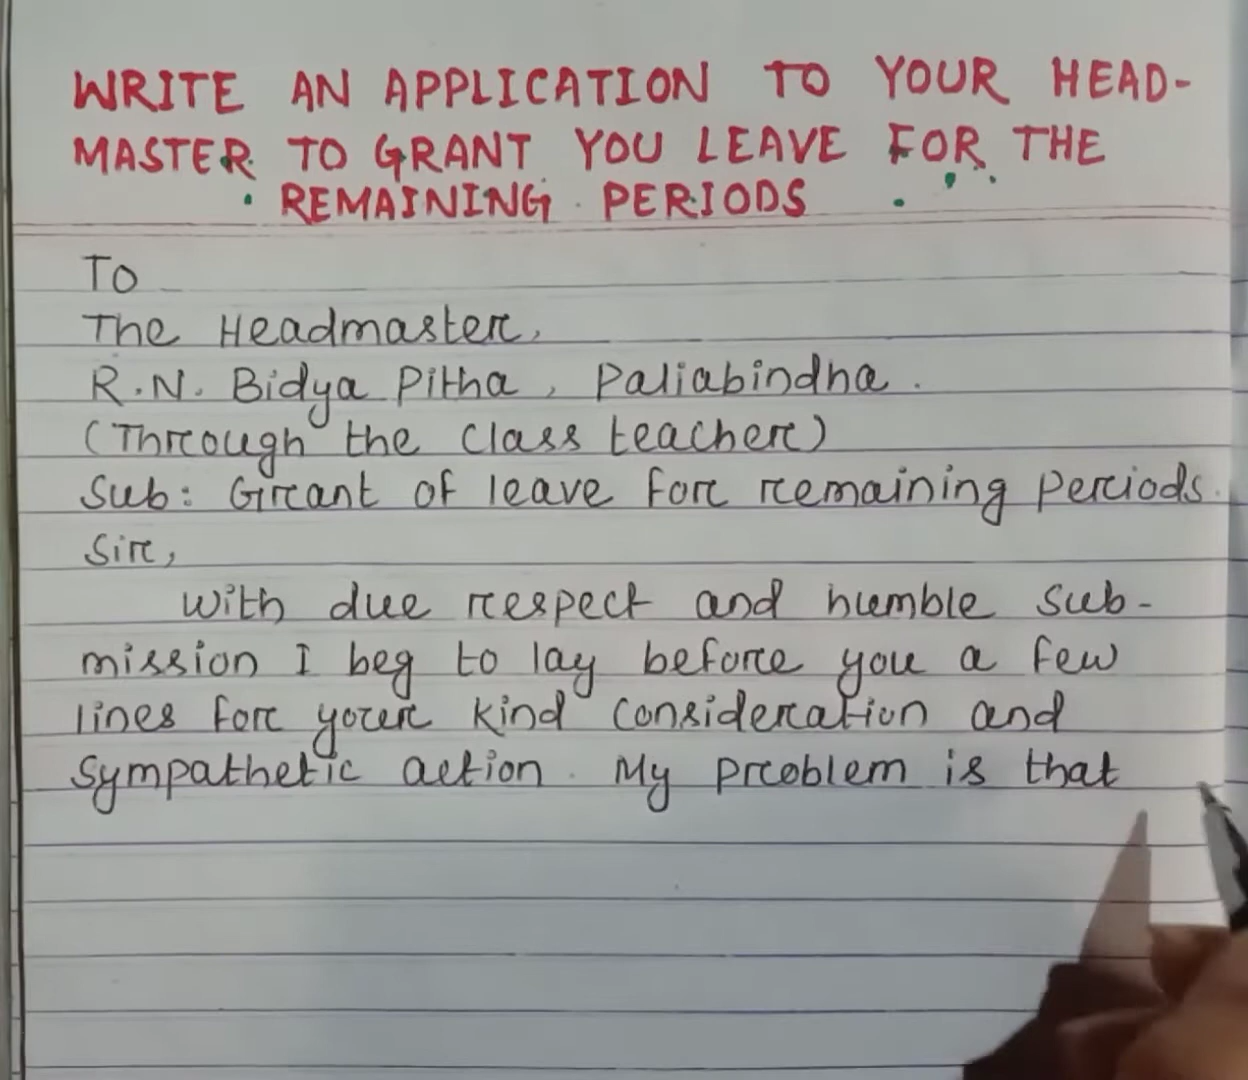 WRITE AN APPLICATION TO YOUR HEAD-
MASTER TO GRANT YOU LEAVE FOR THE
REMAINING PERIODS
TO
The Headmaster,
R.N. Bidya Pitha, Paliabindha.
(Through the class teacher)
Sub: Grant of leave for remaining periods.
Sir,
With due respect and humble sub-
mission I beg to lay before you a few
lines for your kind consideration and
sympathetic action. My problem is that